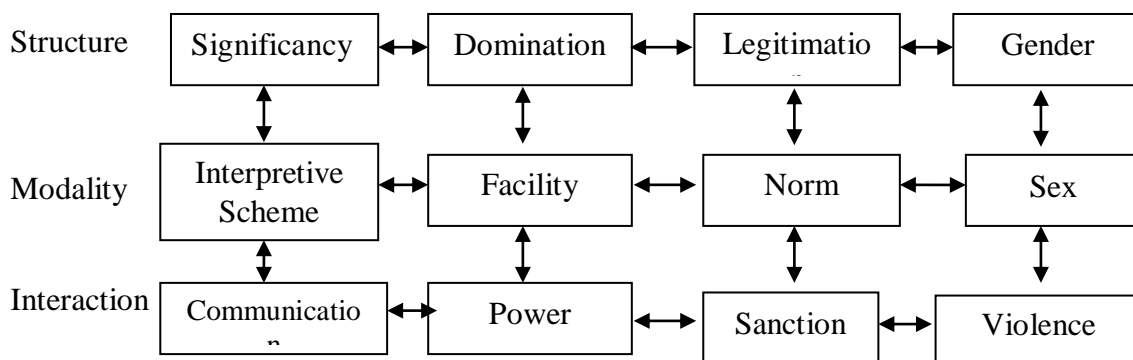 Structure Significancy Domination Legitimatio Gender
Modality Interpretive Scheme Facility Norm Sex
Interaction Communicatio n Power Sanction Violence